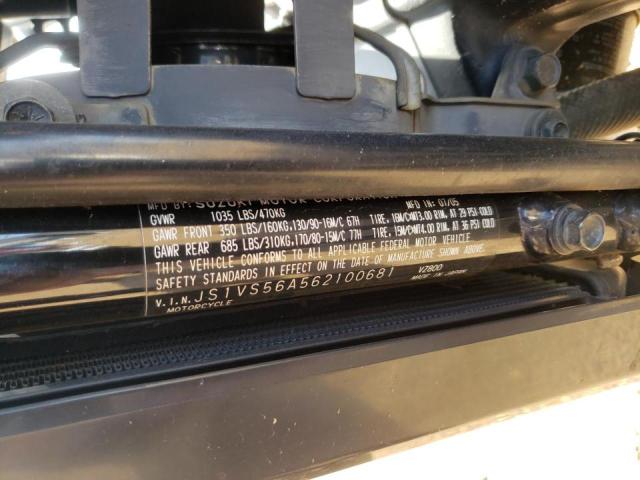 MFD BY: SUZUKI MOTOR CORPORATION MFD IN: 07/05
GVWR 1035 LBS/470KG
GAWR FRONT 350 LBS/160KG,130/90-16M/C 67H TIRE, 16M/CxMT3.00 RIM, AT 29 PSI COLD
GAWR REAR 685 LBS/310KG,170/80-15M/C 77H TIRE, 15M/CxMT4.00 RIM, AT 36 PSI COLD
THIS VEHICLE CONFORMS TO ALL APPLICABLE FEDERAL MOTOR VEHICLE
SAFETY STANDARDS IN EFFECT ON THE DATE OF MANUFACTURE SHOWN ABOVE.
V.I.N. JS1VS56A562100681 VZ800
MOTORCYCLE MADE IN JAPAN